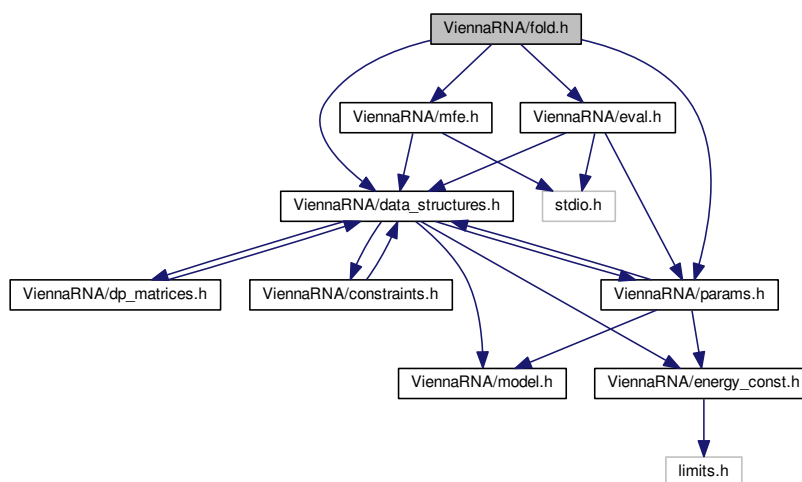 ViennaRNA/fold.h
ViennaRNA/mfe.h
ViennaRNA/eval.h
ViennaRNA/data_structures.h
stdio.h
ViennaRNA/dp_matrices.h
ViennaRNA/constraints.h
ViennaRNA/params.h
ViennaRNA/model.h
ViennaRNA/energy_const.h
limits.h